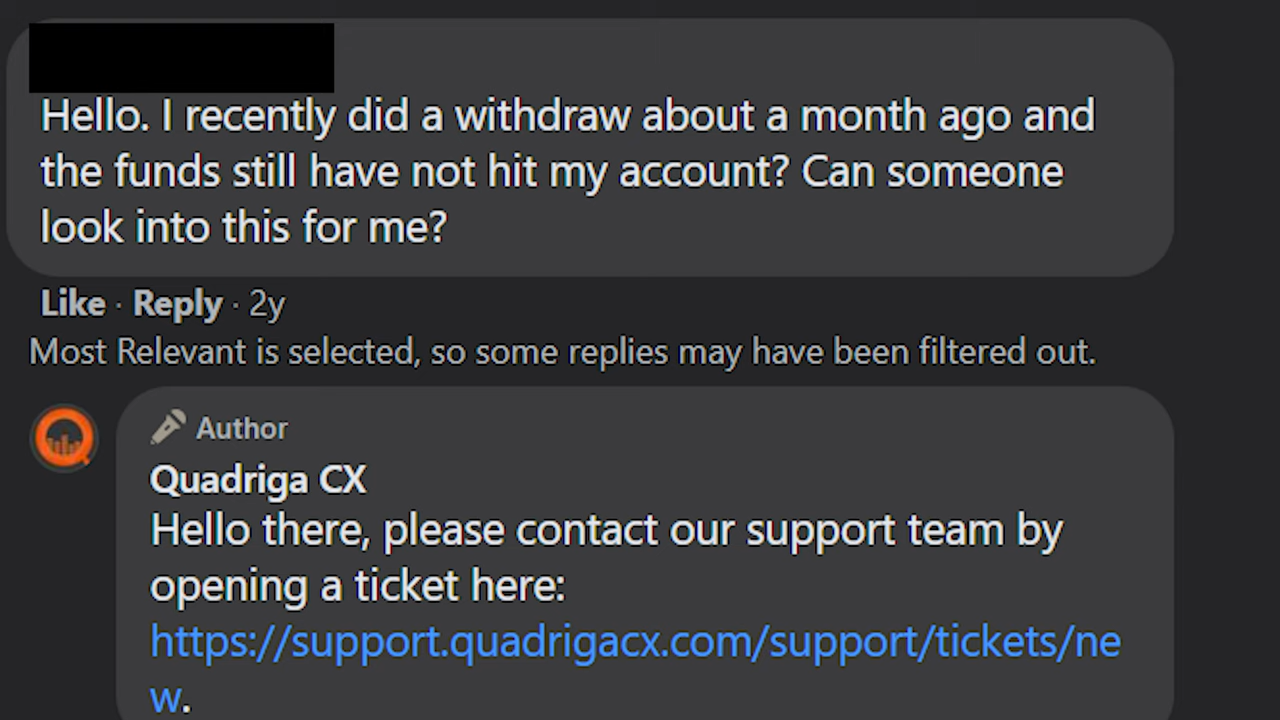 Hello. I recently did a withdraw about a month ago and
the funds still have not hit my account? Can someone
look into this for me?
Like · Reply · 2y
Most Relevant is selected, so some replies may have been filtered out.
Author
Quadriga CX
Hello there, please contact our support team by
opening a ticket here:
https://support.quadrigacx.com/support/tickets/ne
w.